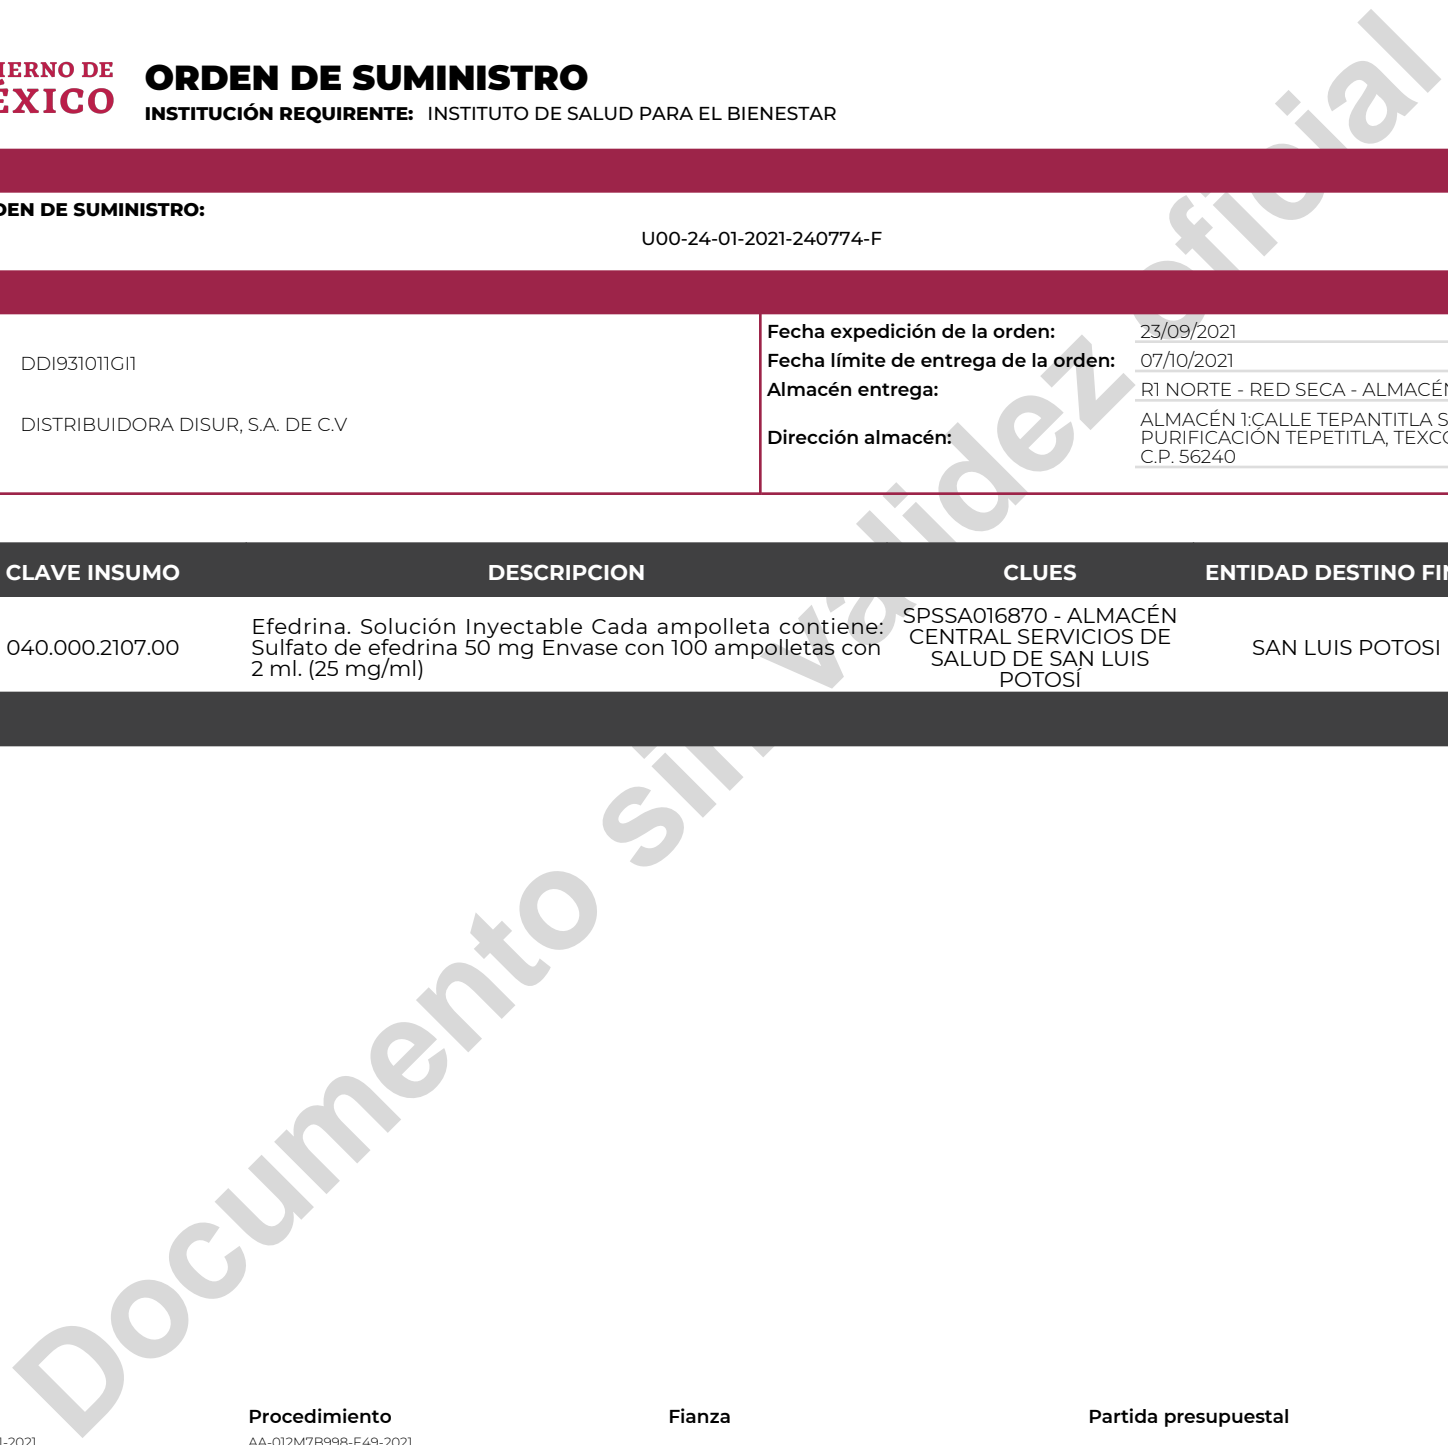 IERNO DE
ÉXICO
ORDEN DE SUMINISTRO
INSTITUCIÓN REQUIRENTE: INSTITUTO DE SALUD PARA EL BIENESTAR
DEN DE SUMINISTRO:
U00-24-01-2021-240774-F
DDI931011GI1
DISTRIBUIDORA DISUR, S.A. DE C.V
Fecha expedición de la orden: 23/09/2021
Fecha límite de entrega de la orden: 07/10/2021
Almacén entrega: R1 NORTE - RED SECA - ALMACÉN
Dirección almacén: ALMACÉN 1:CALLE TEPANTITLA S
PURIFICACIÓN TEPETITLA, TEXCO
C.P. 56240
CLAVE INSUMO DESCRIPCION CLUES ENTIDAD DESTINO FIN
040.000.2107.00
Efedrina. Solución Inyectable Cada ampolleta contiene:
Sulfato de efedrina 50 mg Envase con 100 ampolletas con
2 ml. (25 mg/ml)
SPSSA016870 - ALMACÉN
CENTRAL SERVICIOS DE
SALUD DE SAN LUIS
POTOSÍ
SAN LUIS POTOSI
Documento sin validez oficial
Procedimiento Fianza Partida presupuestal
-2021 AA-012M7B998-E49-2021